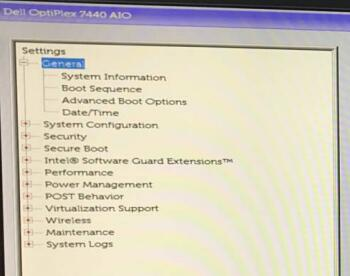 Dell OptiPlex 7440 AIO
Settings
General
System Information
Boot Sequence
Advanced Boot Options
Date/Time
System Configuration
Security
Secure Boot
Intel® Software Guard Extensions™
Performance
Power Management
POST Behavior
Virtualization Support
Wireless
Maintenance
System Logs